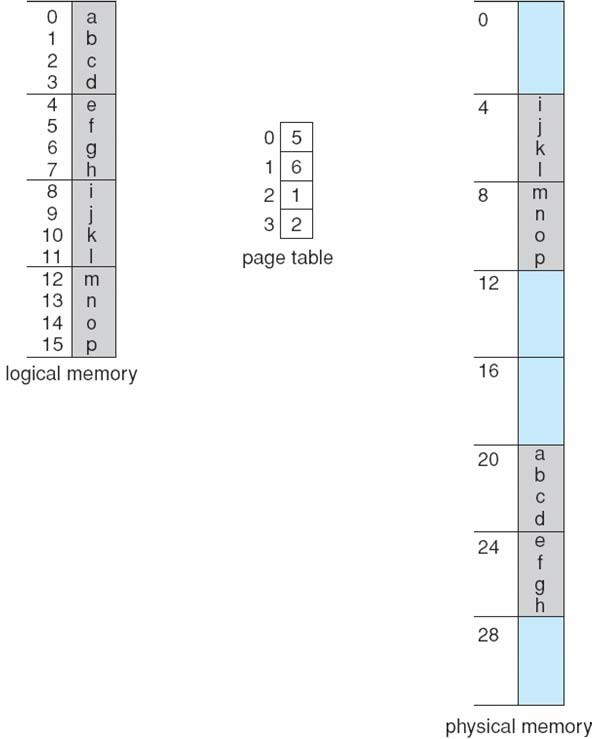 0 a
1 b
2 c
3 d
4 e
5 f
6 g
7 h
8 i
9 j
10 k
11 l
12 m
13 n
14 o
15 p
logical memory
0 5
1 6
2 1
3 2
page table
0
4 i
j
k
l
8 m
n
o
p
12
16
20 a
b
c
d
24 e
f
g
h
28
physical memory